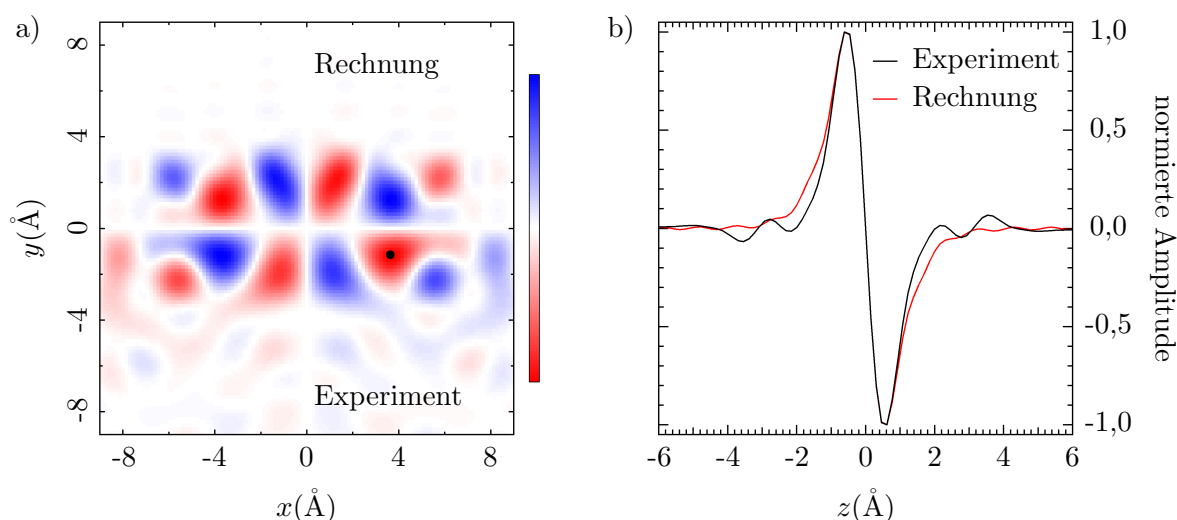 a)
8
4
0
-4
-8
y(Å)
Rechnung
Experiment
-8
-4
0
4
8
x(Å)
b)
Experiment
Rechnung
1,0
0,5
0,0
-0,5
-1,0
normierte Amplitude
-6
-4
-2
0
2
4
6
z(Å)